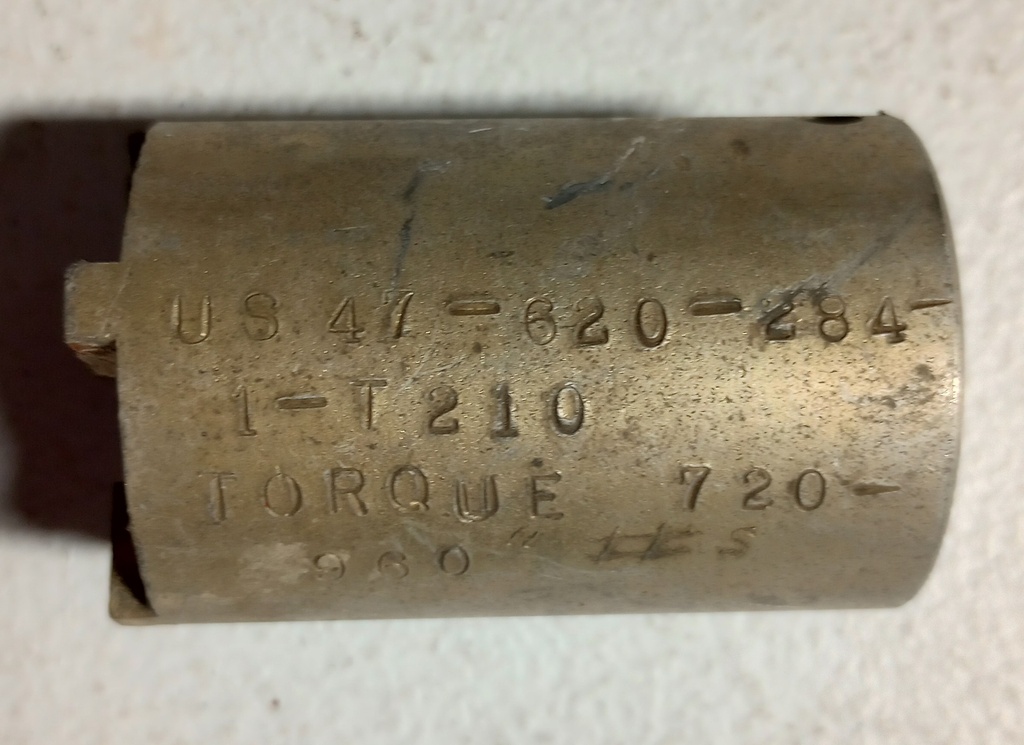 US 47-620-284-
1-T210
TORQUE 720-
960 " ## S